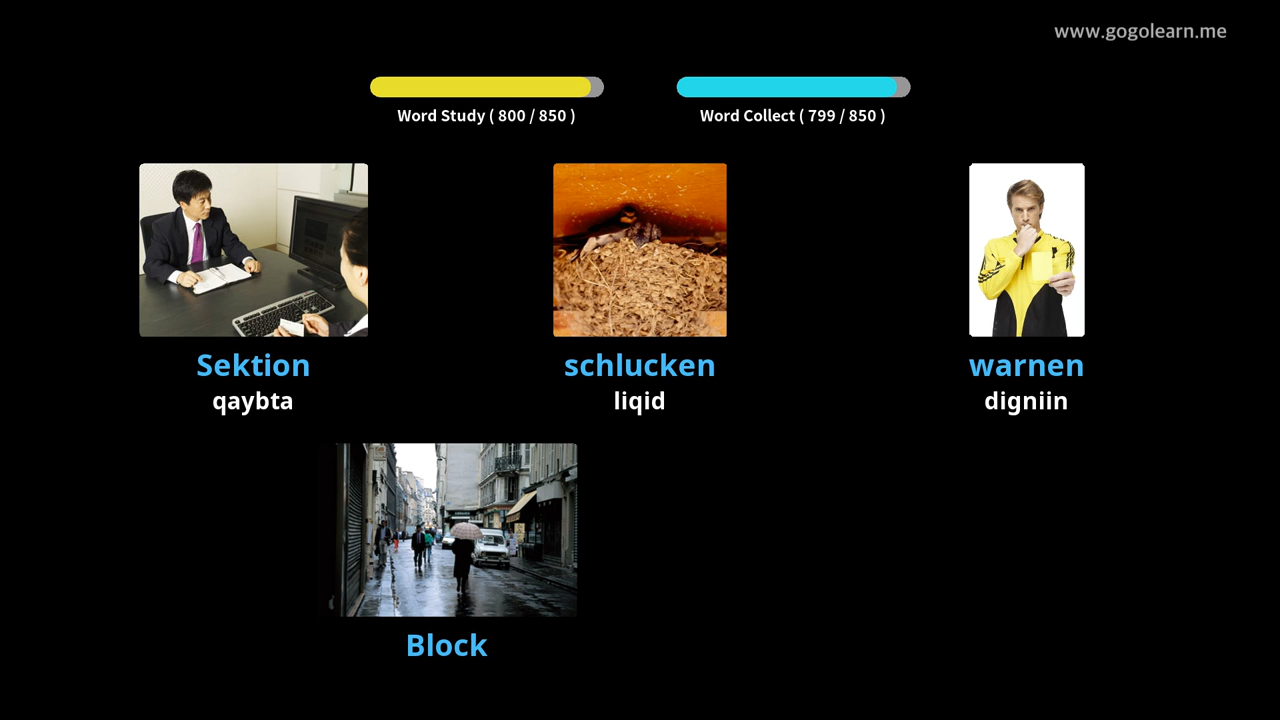 www.gogolearn.me
Word Study ( 800 / 850 )
Word Collect ( 799 / 850 )
Sektion
qaybta
schlucken
liqid
warnen
digniin
Block